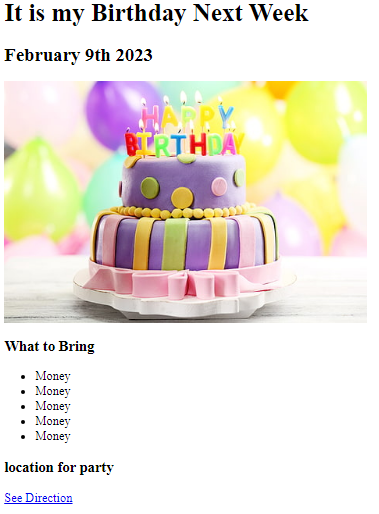 It is my Birthday Next Week
February 9th 2023
HAPPY
BIRTHDAY
What to Bring
Money
Money
Money
Money
Money
location for party
See Direction